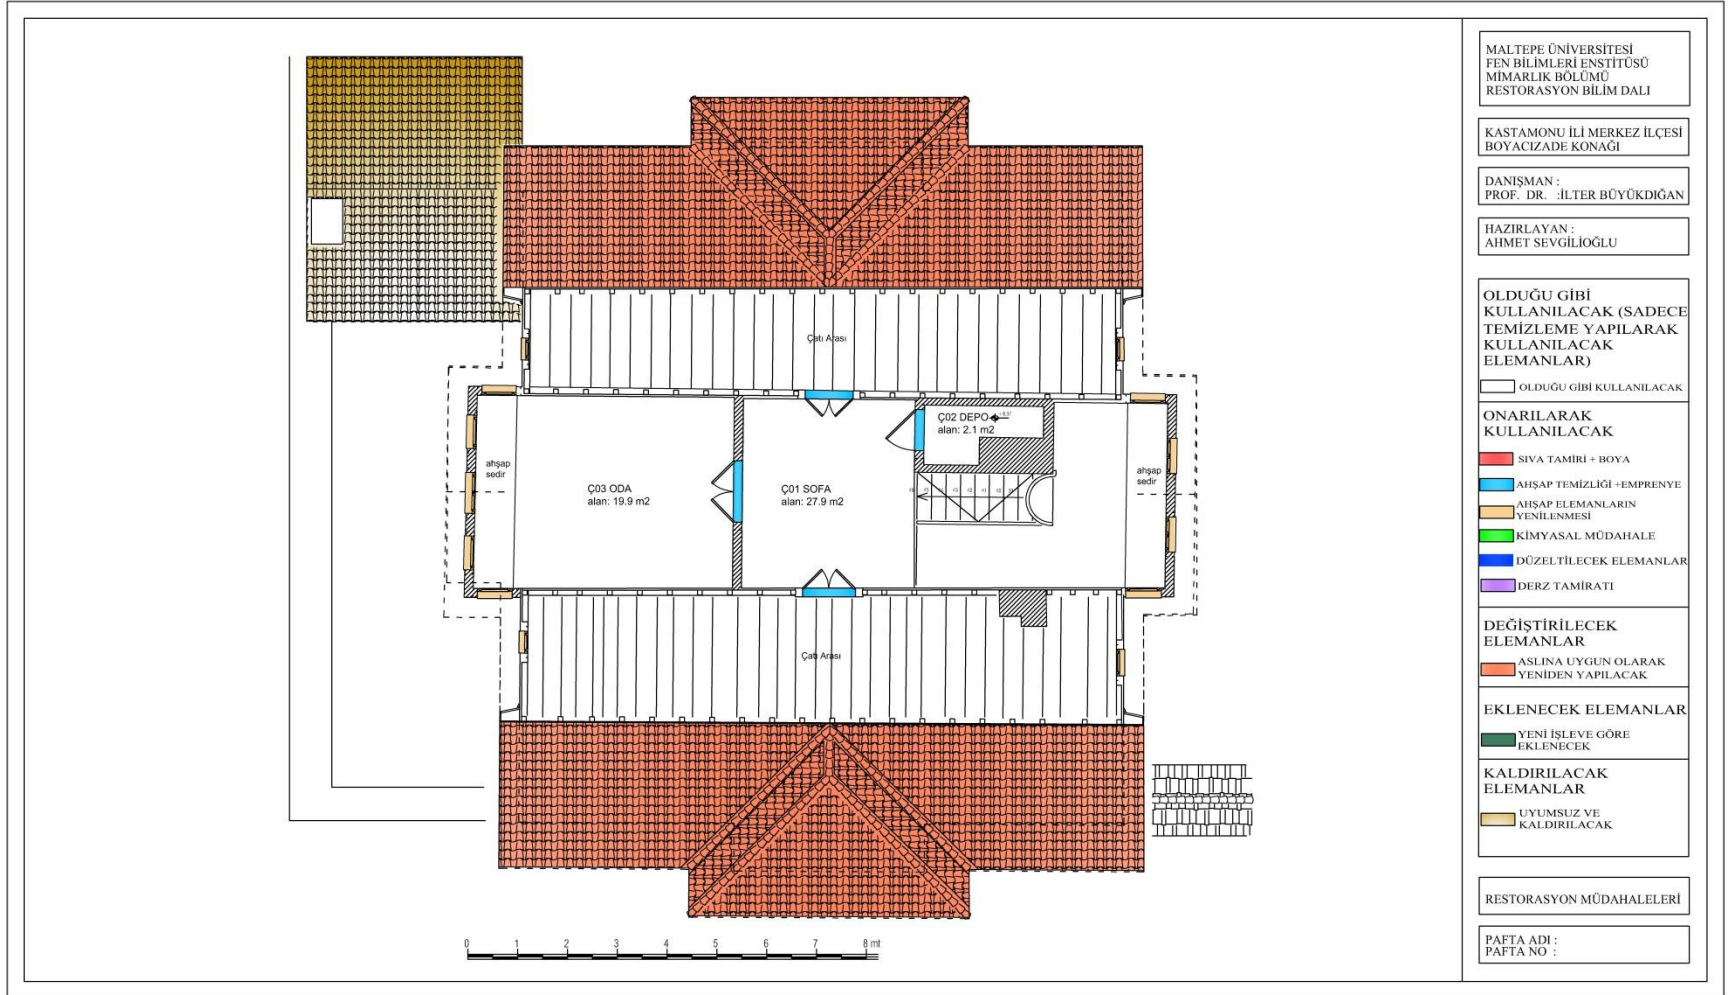 MALTEPE ÜNİVERSİTESİ
FEN BİLİMLERİ ENSTİTÜSÜ
MİMARLIK BÖLÜMÜ
RESTORASYON BİLİM DALI
KASTAMONU İLİ MERKEZ İLÇESİ
BOYACIZADE KONAĞI
DANIŞMAN :
PROF. DR. :İLTER BÜYÜKDIĞAN
HAZIRLAYAN :
AHMET SEVGİLİOĞLU
OLDUĞU GİBİ
KULLANILACAK (SADECE
TEMİZLEME YAPILARAK
KULLANILACAK
ELEMANLAR)
OLDUĞU GİBİ KULLANILACAK
ONARILARAK
KULLANILACAK
SIVA TAMİRİ + BOYA
AHŞAP TEMİZLİĞİ +EMPRENYE
AHŞAP ELEMANLARIN
YENİLENMESİ
KİMYASAL MÜDAHALE
DÜZELTİLECEK ELEMANLAR
DERZ TAMİRATI
DEĞİŞTİRİLECEK
ELEMANLAR
ASLINA UYGUN OLARAK
YENİDEN YAPILACAK
EKLENECEK ELEMANLAR
YENİ İŞLEVE GÖRE
EKLENECEK
KALDIRILACAK
ELEMANLAR
UYUMSUZ VE
KALDIRILACAK
RESTORASYON MÜDAHALELERİ
PAFTA ADI :
PAFTA NO :
Çatı Arası
Ç02 DEPO
alan: 2.1 m2
ahşap
sedir
Ç03 ODA
alan: 19.9 m2
Ç01 SOFA
alan: 27.9 m2
ahşap
sedir
Çatı Arası
0 1 2 3 4 5 6 7 8 mt